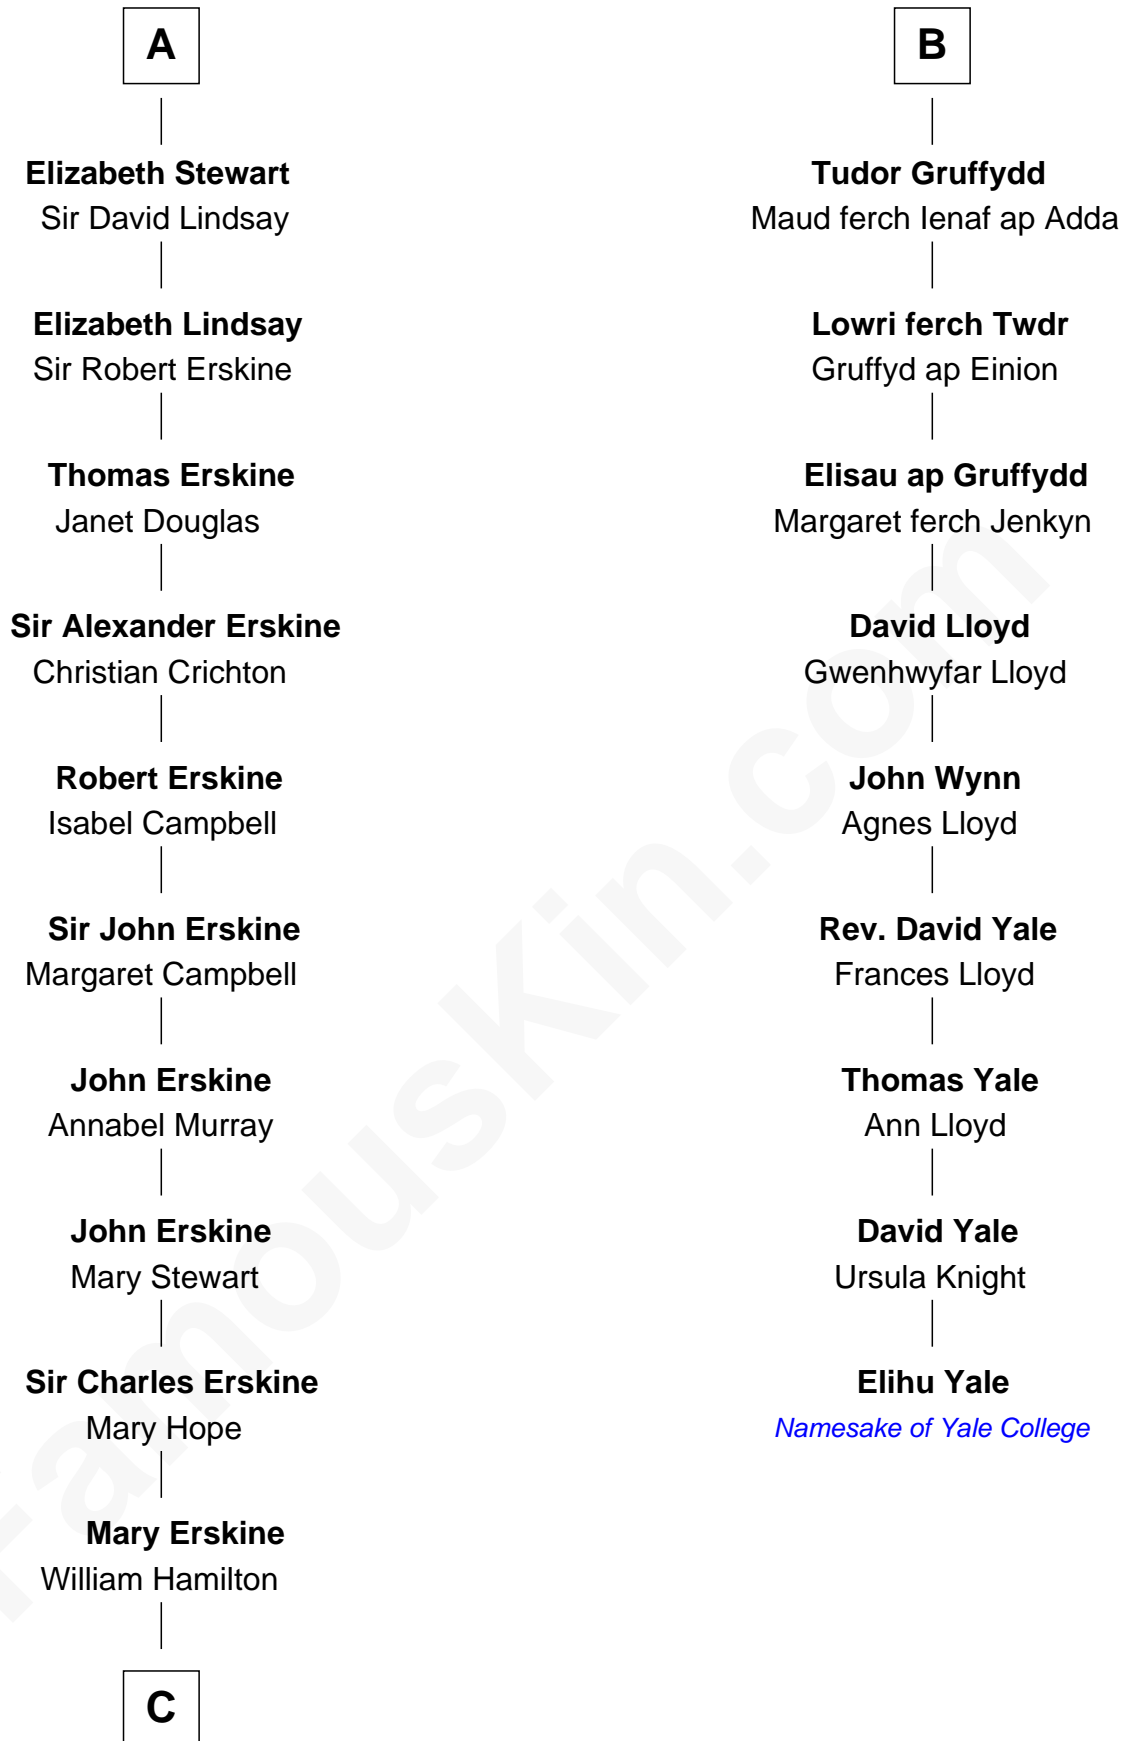 A
Elizabeth Stewart
Sir David Lindsay
Elizabeth Lindsay
Sir Robert Erskine
Thomas Erskine
Janet Douglas
Sir Alexander Erskine
Christian Crichton
Robert Erskine
Isabel Campbell
Sir John Erskine
Margaret Campbell
John Erskine
Annabel Murray
John Erskine
Mary Stewart
Sir Charles Erskine
Mary Hope
Mary Erskine
William Hamilton
C
B
Tudor Gruffydd
Maud ferch Ienaf ap Adda
Lowri ferch Twdr
Gruffyd ap Einion
Elisau ap Gruffydd
Margaret ferch Jenkyn
David Lloyd
Gwenhwyfar Lloyd
John Wynn
Agnes Lloyd
Rev. David Yale
Frances Lloyd
Thomas Yale
Ann Lloyd
David Yale
Ursula Knight
Elihu Yale
Namesake of Yale College
FamousKin.com